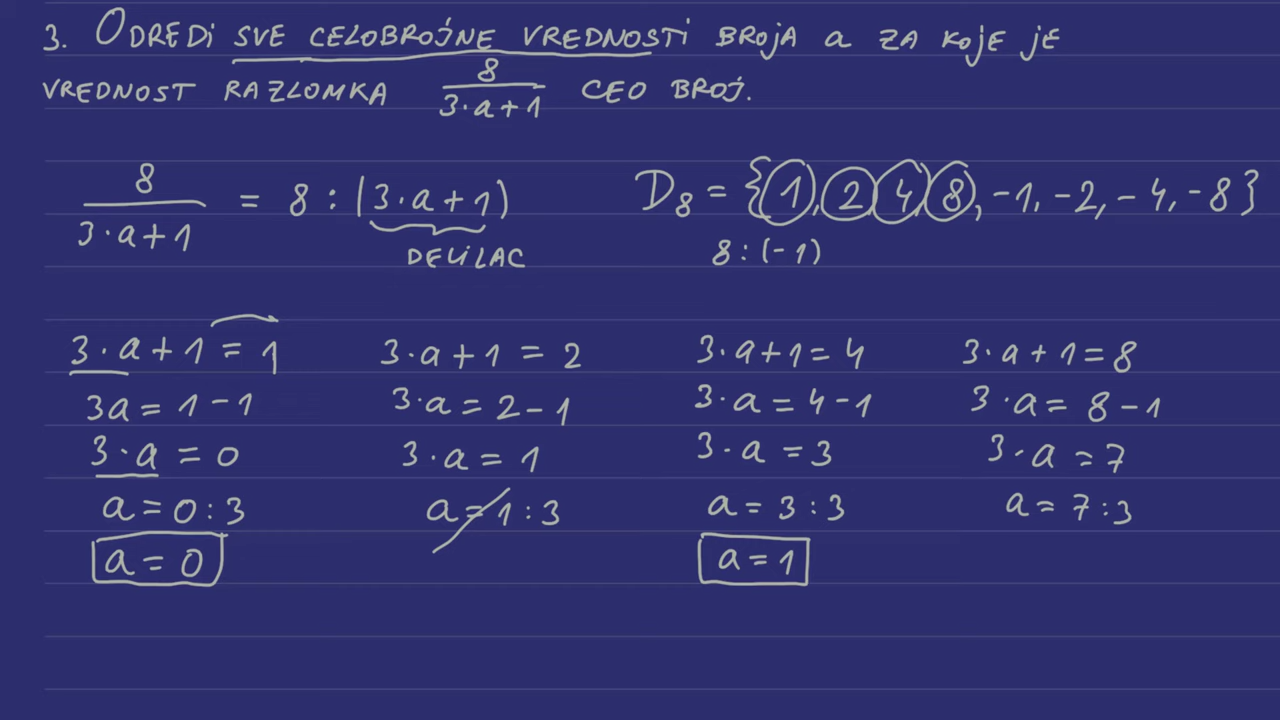 3. ODREDI SVE CELOBROJNE VREDNOSTI BROJA a ZA KOJE JE
VREDNOST RAZLOMKA 8/(3·a+1) CEO BROJ.
8/(3·a+1) = 8 : (3·a+1)
DELILAC
D8 = {1, 2, 4, 8, -1, -2, -4, -8}
8 : (-1)
3·a+1 = 1
3a = 1-1
3·a = 0
a = 0:3
a = 0
3·a+1 = 2
3·a = 2-1
3·a = 1
a = 1:3
3·a+1 = 4
3·a = 4-1
3·a = 3
a = 3:3
a = 1
3·a+1 = 8
3·a = 8-1
3·a = 7
a = 7:3